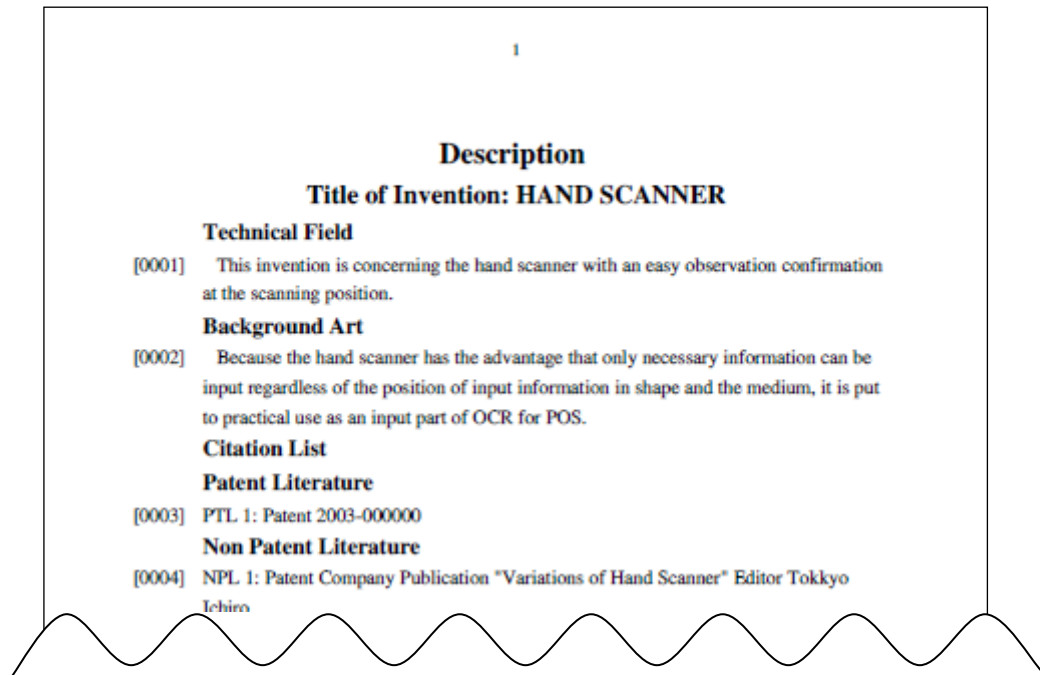 1
Description
Title of Invention: HAND SCANNER
Technical Field
[0001] This invention is concerning the hand scanner with an easy observation confirmation
at the scanning position.
Background Art
[0002] Because the hand scanner has the advantage that only necessary information can be
input regardless of the position of input information in shape and the medium, it is put
to practical use as an input part of OCR for POS.
Citation List
Patent Literature
[0003] PTL 1: Patent 2003-000000
Non Patent Literature
[0004] NPL 1: Patent Company Publication "Variations of Hand Scanner" Editor Tokkyo
Ichiro